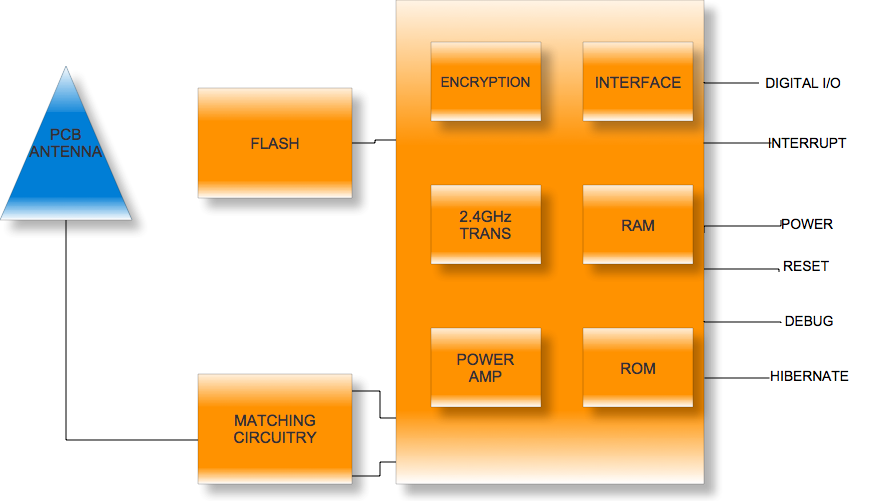 PCB
ANTENNA
FLASH
MATCHING
CIRCUITRY
ENCRYPTION
INTERFACE
2.4GHz
TRANS
RAM
POWER
AMP
ROM
DIGITAL I/O
INTERRUPT
POWER
RESET
DEBUG
HIBERNATE